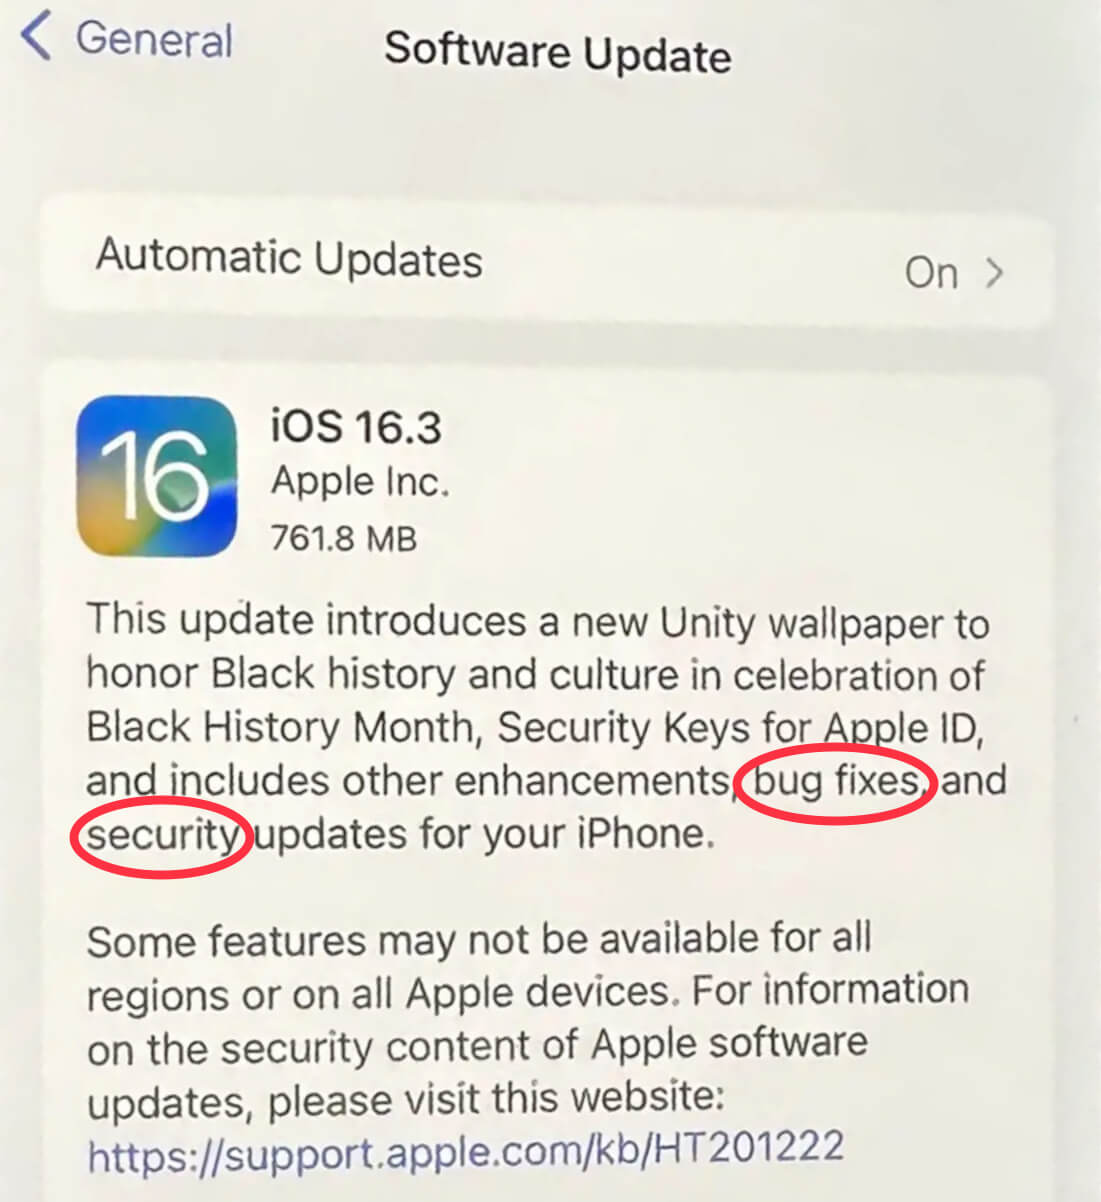 General
Software Update
Automatic Updates
On
16
iOS 16.3
Apple Inc.
761.8 MB
This update introduces a new Unity wallpaper to
honor Black history and culture in celebration of
Black History Month, Security Keys for Apple ID,
and includes other enhancements, bug fixes, and
security updates for your iPhone.
Some features may not be available for all
regions or on all Apple devices. For information
on the security content of Apple software
updates, please visit this website:
https://support.apple.com/kb/HT201222